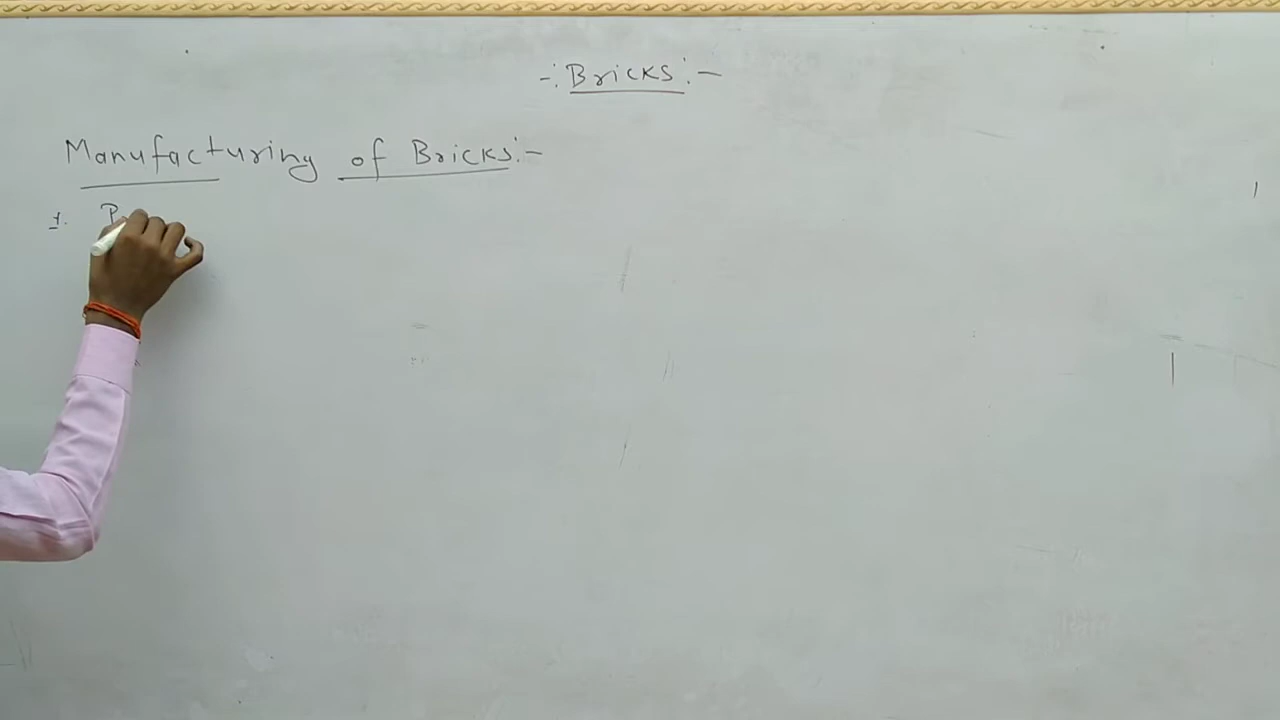 -: Bricks :-
Manufacturing of Bricks :-
1. P